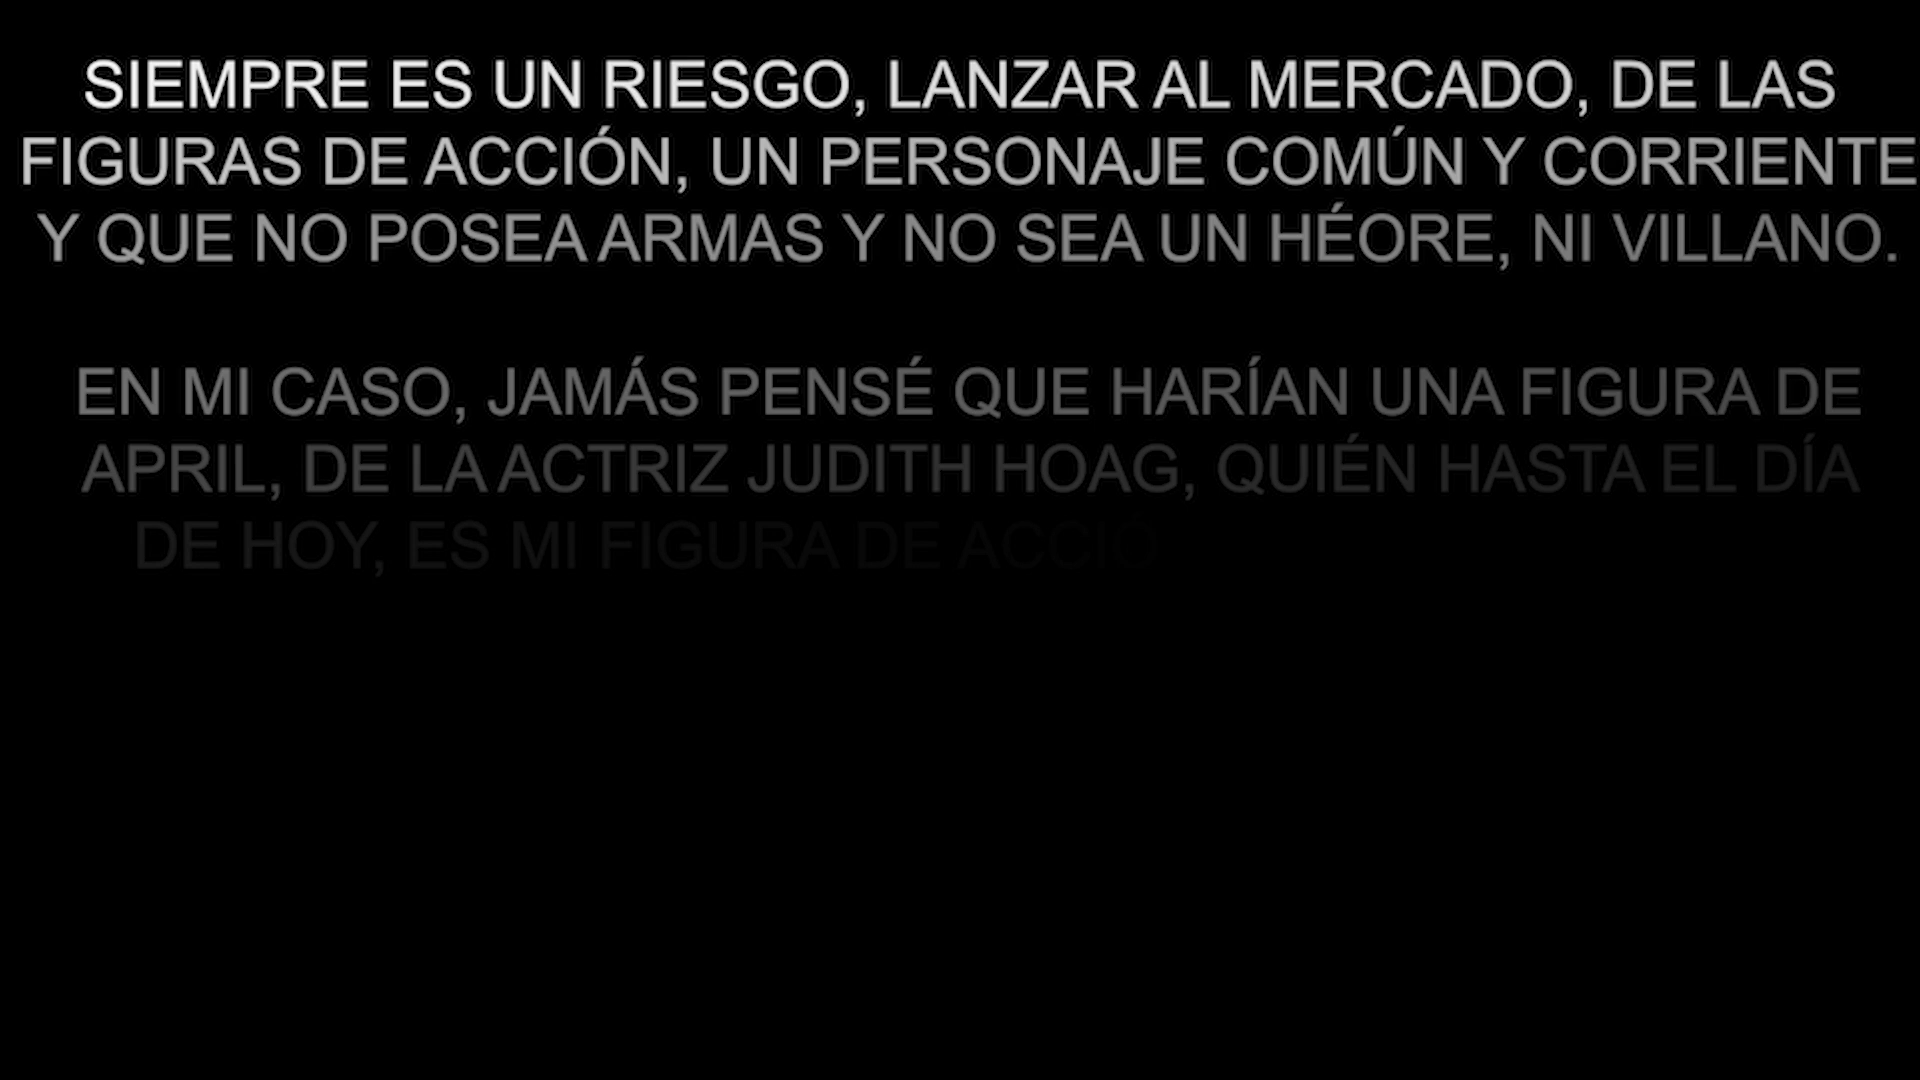 SIEMPRE ES UN RIESGO, LANZAR AL MERCADO, DE LAS
FIGURAS DE ACCIÓN, UN PERSONAJE COMÚN Y CORRIENTE
Y QUE NO POSEA ARMAS Y NO SEA UN HÉORE, NI VILLANO.
EN MI CASO, JAMÁS PENSÉ QUE HARÍAN UNA FIGURA DE
APRIL, DE LA ACTRIZ JUDITH HOAG, QUIÉN HASTA EL DÍA
DE HOY, ES MI FIGURA DE ACCIÓ